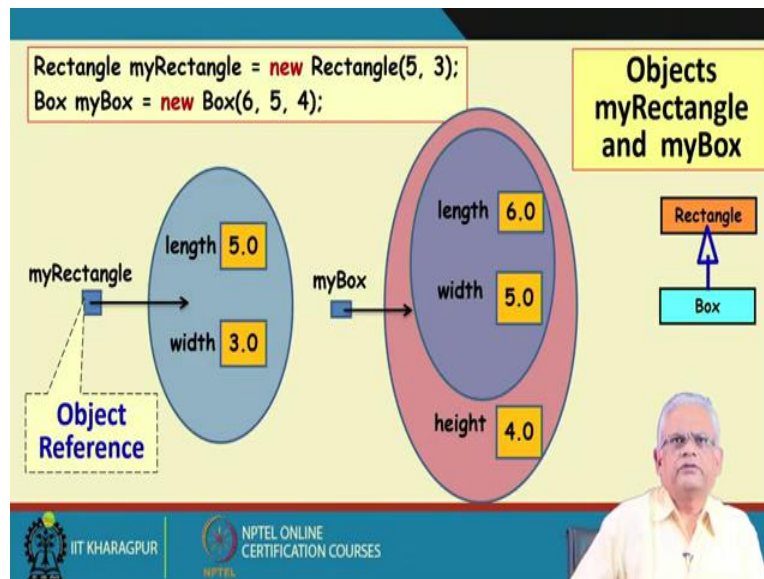 Rectangle myRectangle = new Rectangle(5, 3);
Box myBox = new Box(6, 5, 4);
Objects
myRectangle
and myBox
length 5.0
width 3.0
myRectangle
Object
Reference
length 6.0
width 5.0
height 4.0
myBox
Rectangle
Box
IIT KHARAGPUR
NPTEL
NPTEL ONLINE
CERTIFICATION COURSES